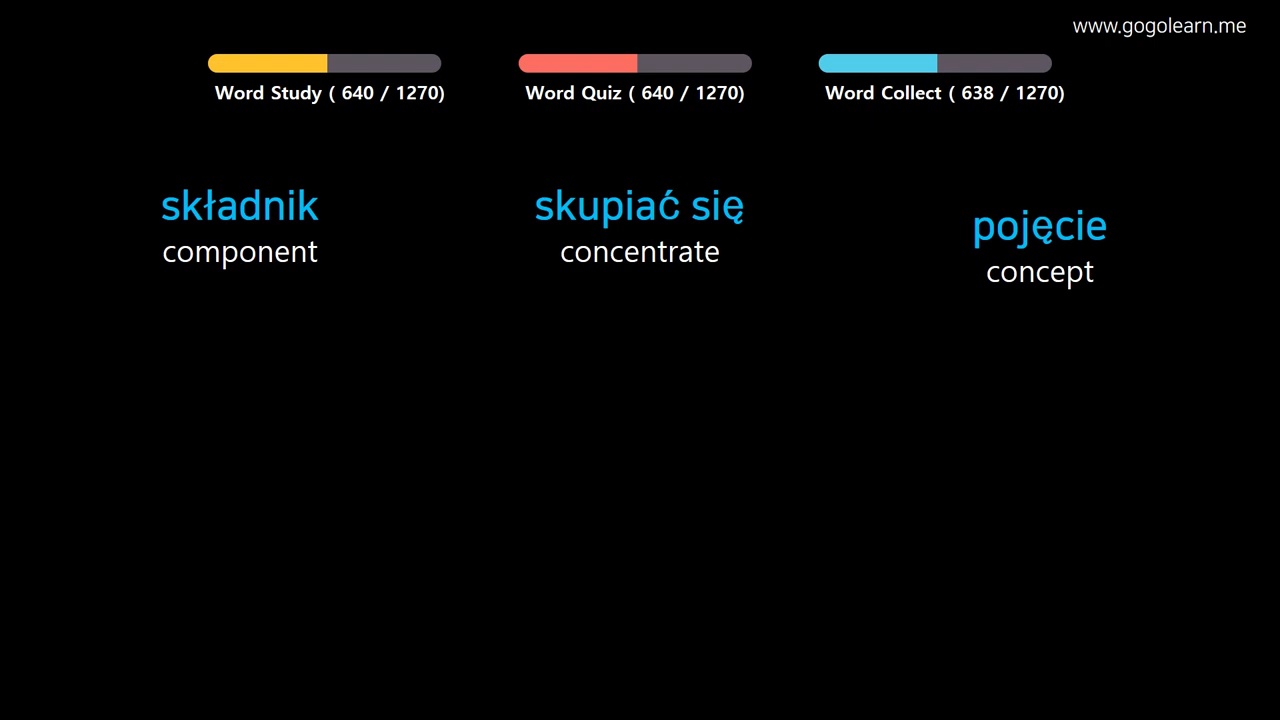 www.gogolearn.me
Word Study ( 640 / 1270)
Word Quiz ( 640 / 1270)
Word Collect ( 638 / 1270)
składnik
component
skupiać się
concentrate
pojęcie
concept